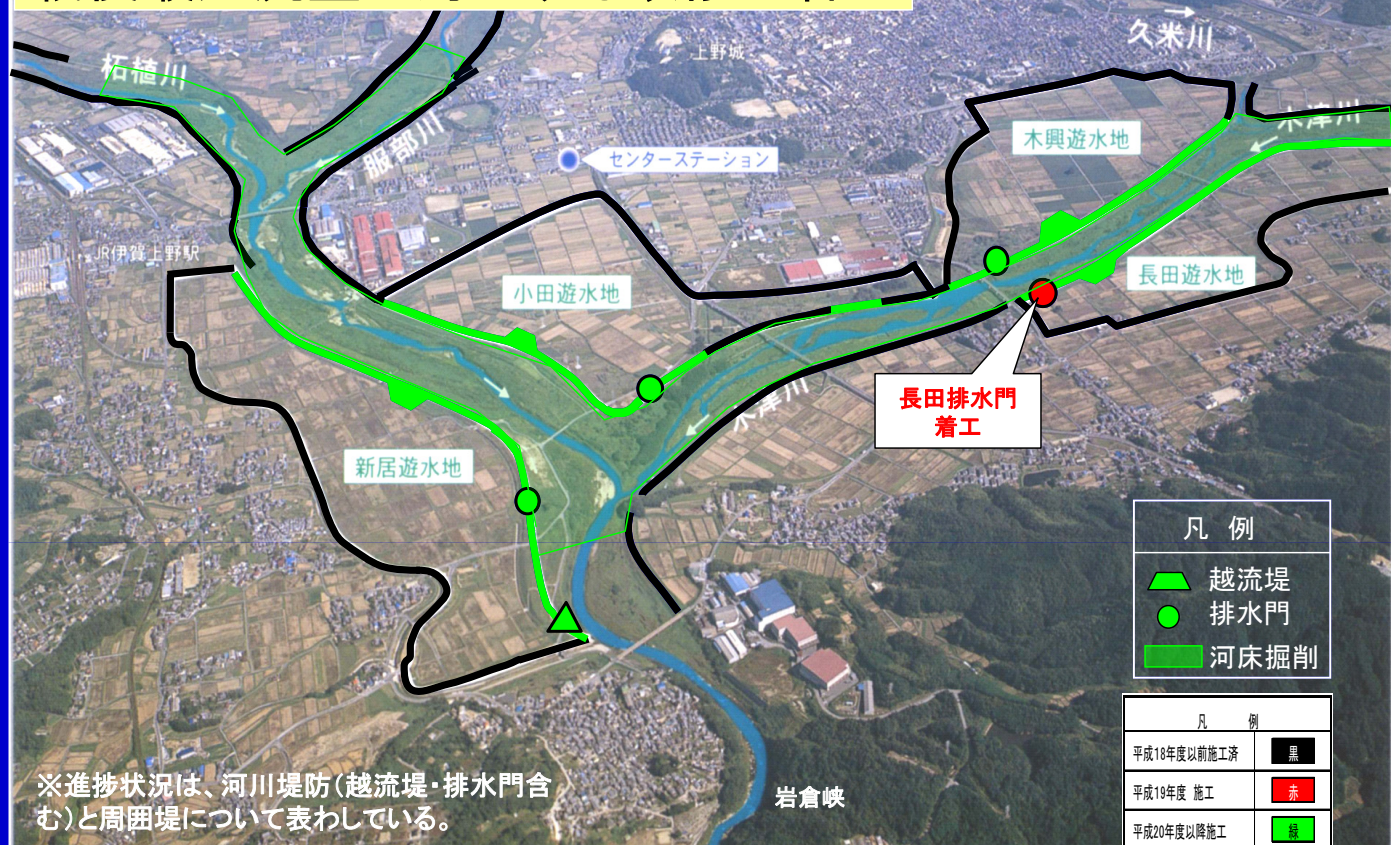 久米川
上野城
柘植川
木津川
木興遊水地
服部川
センターステーション
JR伊賀上野駅
長田遊水地
小田遊水地
長田排水門
着工
木津川
新居遊水地
凡 例
越流堤
排水門
河床掘削
凡 例
平成18年度以前施工済 黒
平成19年度 施工 赤
平成20年度以降施工 緑
※進捗状況は、河川堤防(越流堤・排水門含
む)と周囲堤について表わしている。
岩倉峡